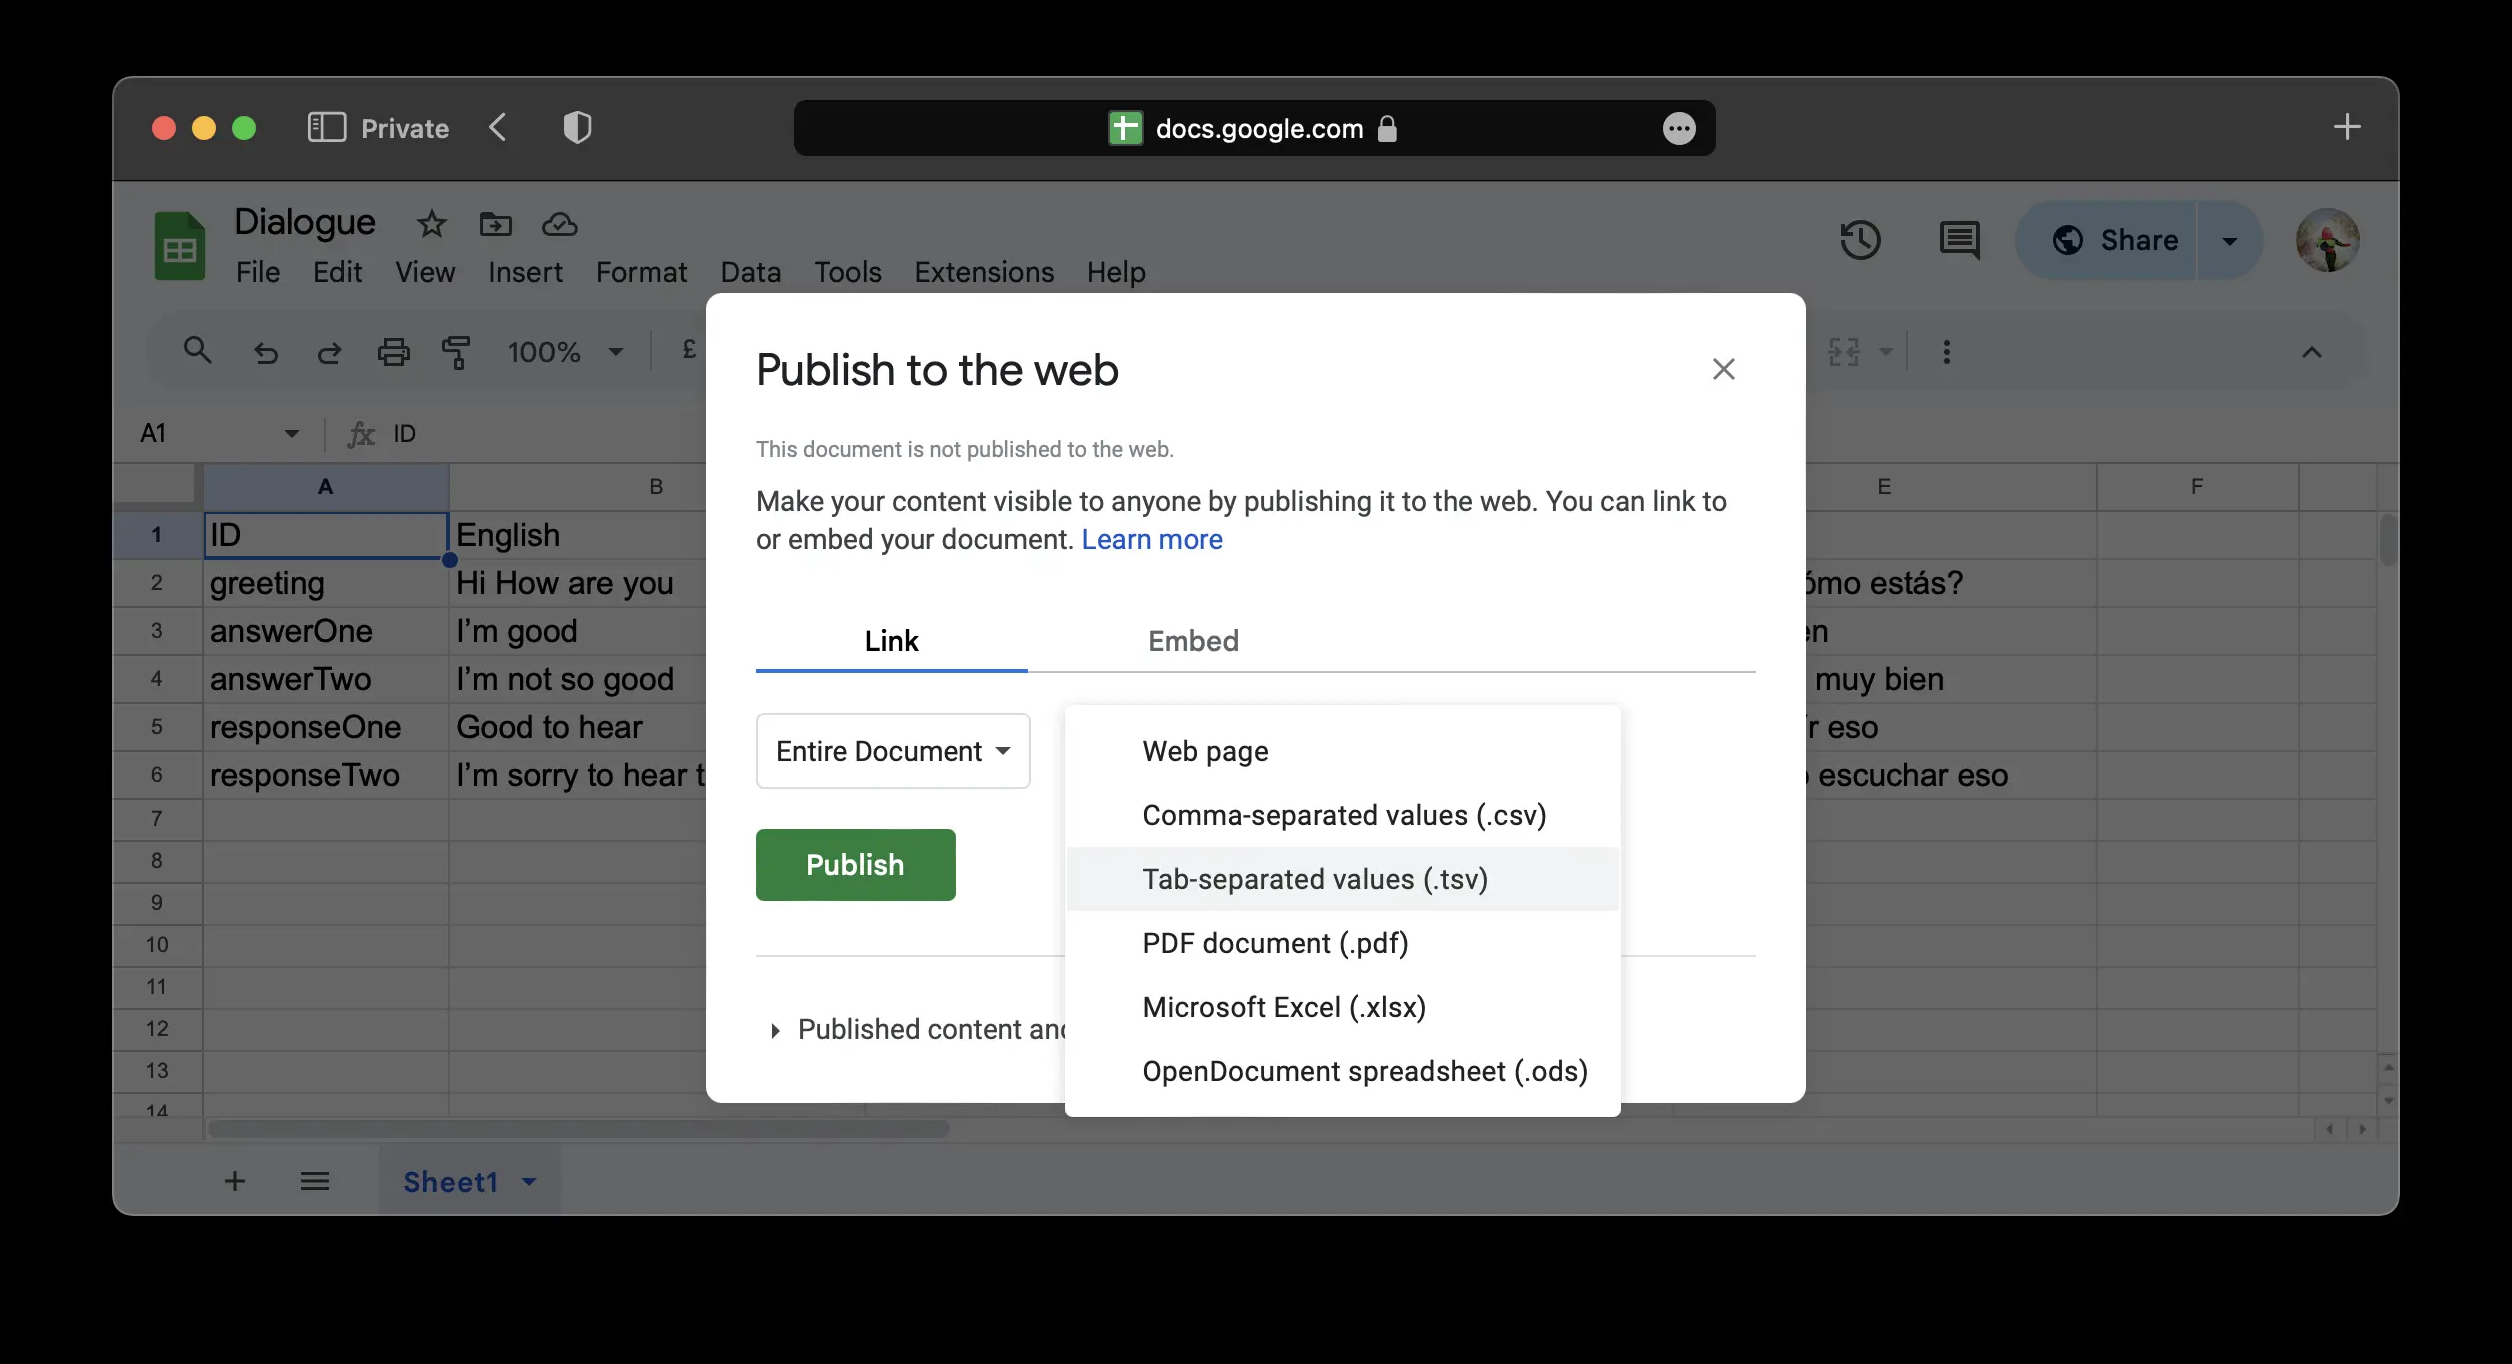 Private
docs.google.com
Dialogue
File Edit View Insert Format Data Tools Extensions Help
Share
100%
£
A1
ID
A B E F
1 ID English
2 greeting Hi How are you ómo estás?
3 answerOne I'm good en
4 answerTwo I'm not so good muy bien
5 responseOne Good to hear ír eso
6 responseTwo I'm sorry to hear t escuchar eso
7
8
9
10
11
12
13
14
Sheet1
Publish to the web
This document is not published to the web.
Make your content visible to anyone by publishing it to the web. You can link to
or embed your document. Learn more
Link Embed
Entire Document
Publish
Published content and
Web page
Comma-separated values (.csv)
Tab-separated values (.tsv)
PDF document (.pdf)
Microsoft Excel (.xlsx)
OpenDocument spreadsheet (.ods)